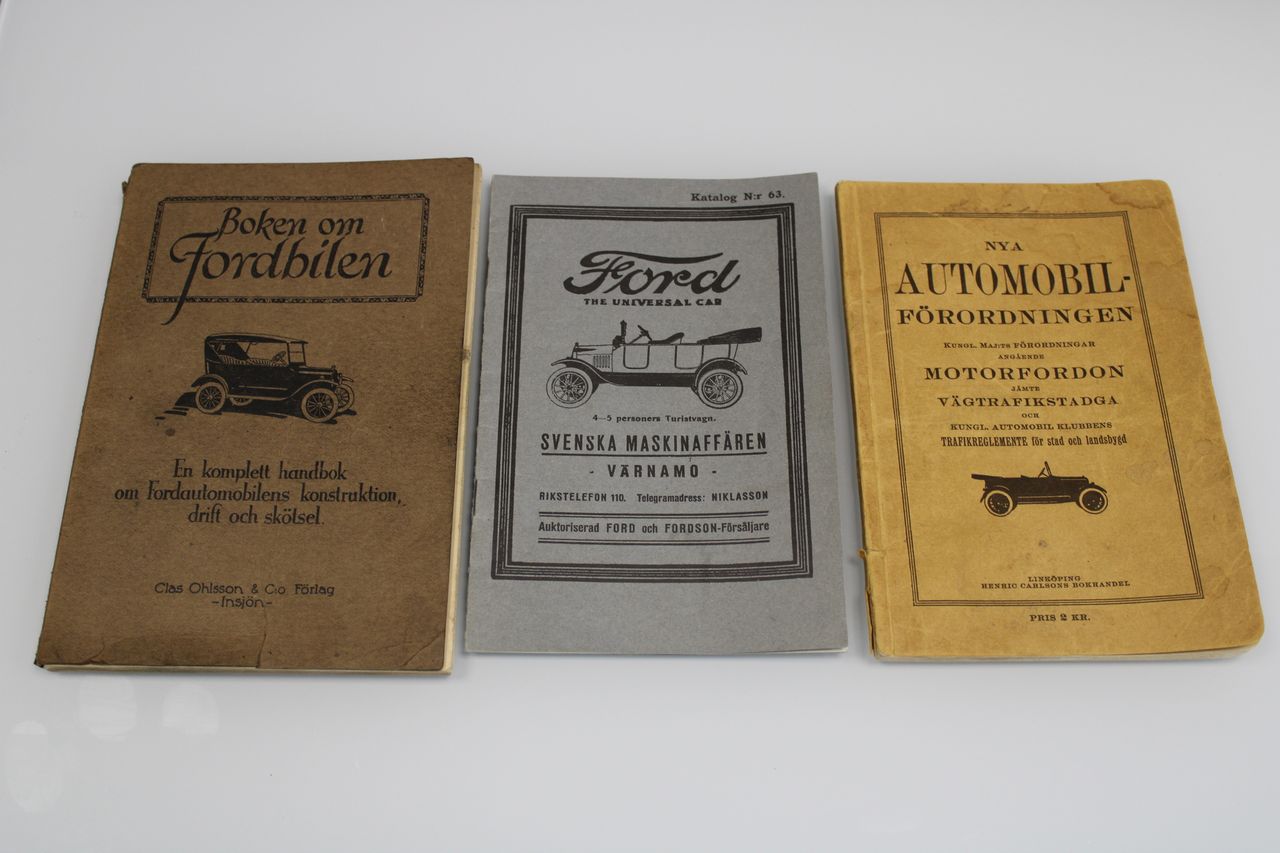 Boken om
Fordbilen
En komplett handbok
om Fordautomobilens konstruktion,
drift och skötsel.
Clas Ohlsson & C:o Förlag
-Insjön-
Katalog N:r 63.
Ford
THE UNIVERSAL CAR
4—5 personers Turistvagn.
SVENSKA MASKINAFFÄREN
- VÄRNAMO -
RIKSTELEFON 110. Telegramadress: NIKLASSON
Auktoriserad FORD och FORDSON-Försäljare
NYA
AUTOMOBIL-
FÖRORDNINGEN
KUNGL. MAJ:TS FÖRORDNINGAR
ANGÅENDE
MOTORFORDON
JÄMTE
VÄGTRAFIKSTADGA
OCH
KUNGL. AUTOMOBIL KLUBBENS
TRAFIKREGLEMENTE för stad och landsbygd
LINKÖPING
HENRIC CARLSONS BOKHANDEL
PRIS 2 KR.